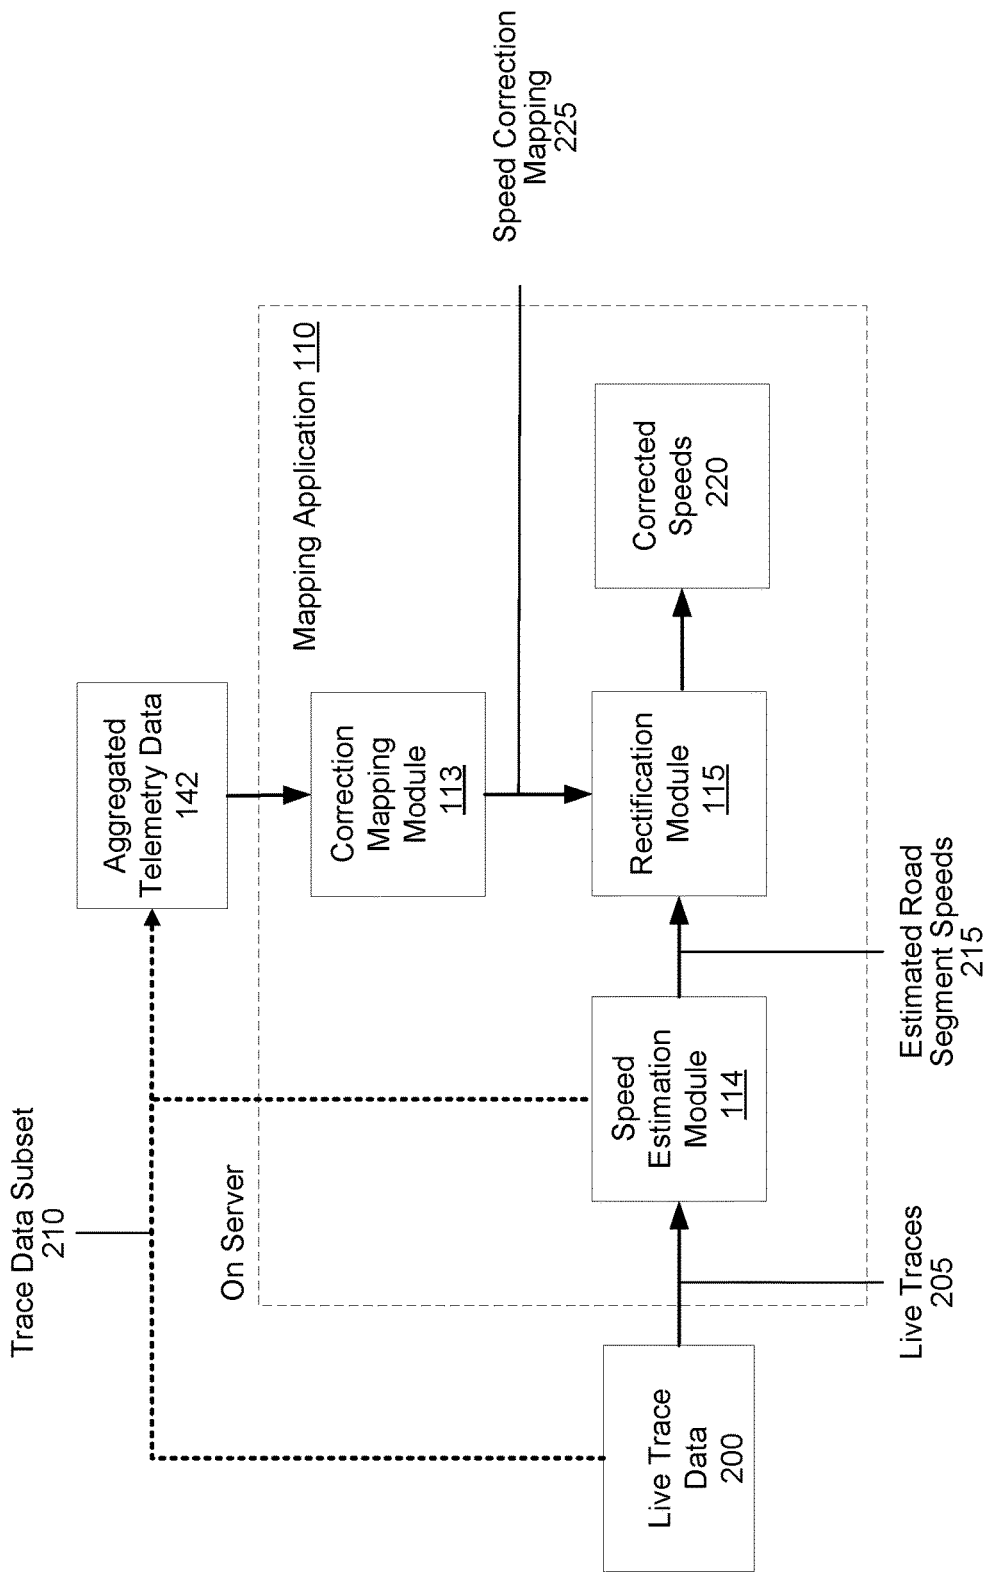 Trace Data Subset
210
Aggregated
Telemetry Data
142
On Server
Mapping Application 110
Correction
Mapping
Module
113
Speed Correction
Mapping
225
Live Trace
Data
200
Speed
Estimation
Module
114
Rectification
Module
115
Corrected
Speeds
220
Live Traces
205
Estimated Road
Segment Speeds
215